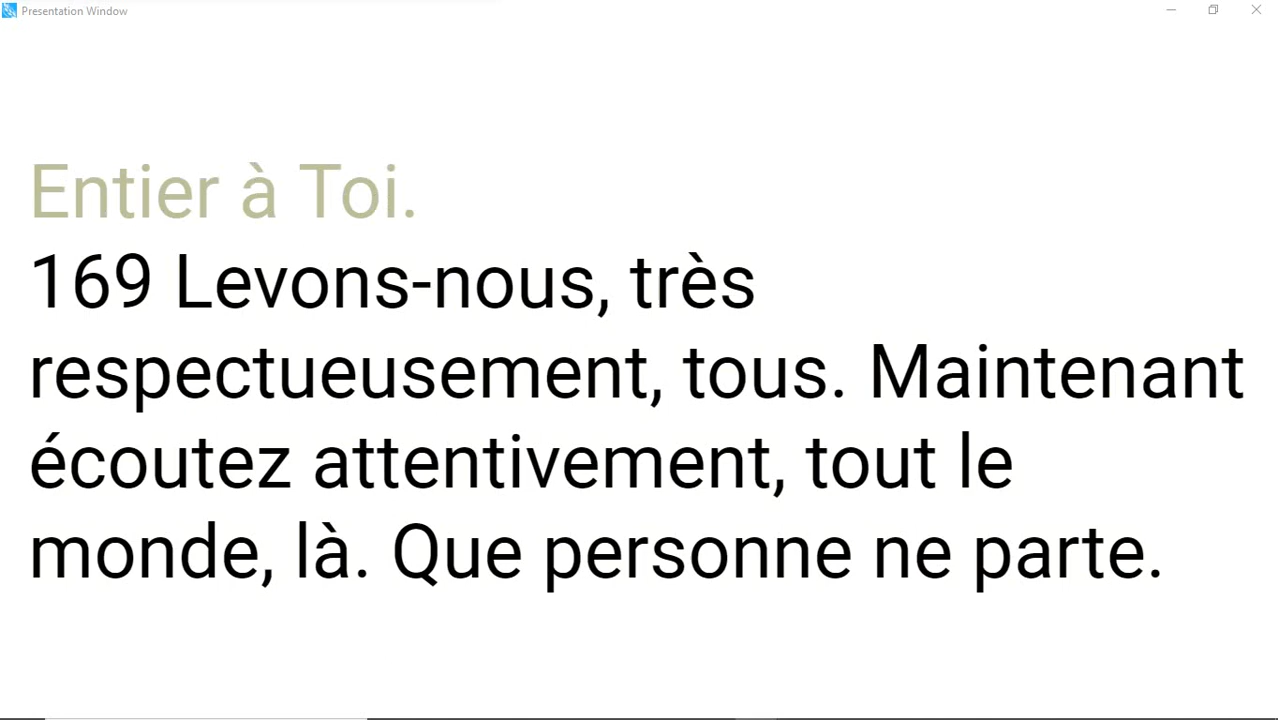 Presentation Window
Entier à Toi.
169 Levons-nous, très
respectueusement, tous. Maintenant
écoutez attentivement, tout le
monde, là. Que personne ne parte.